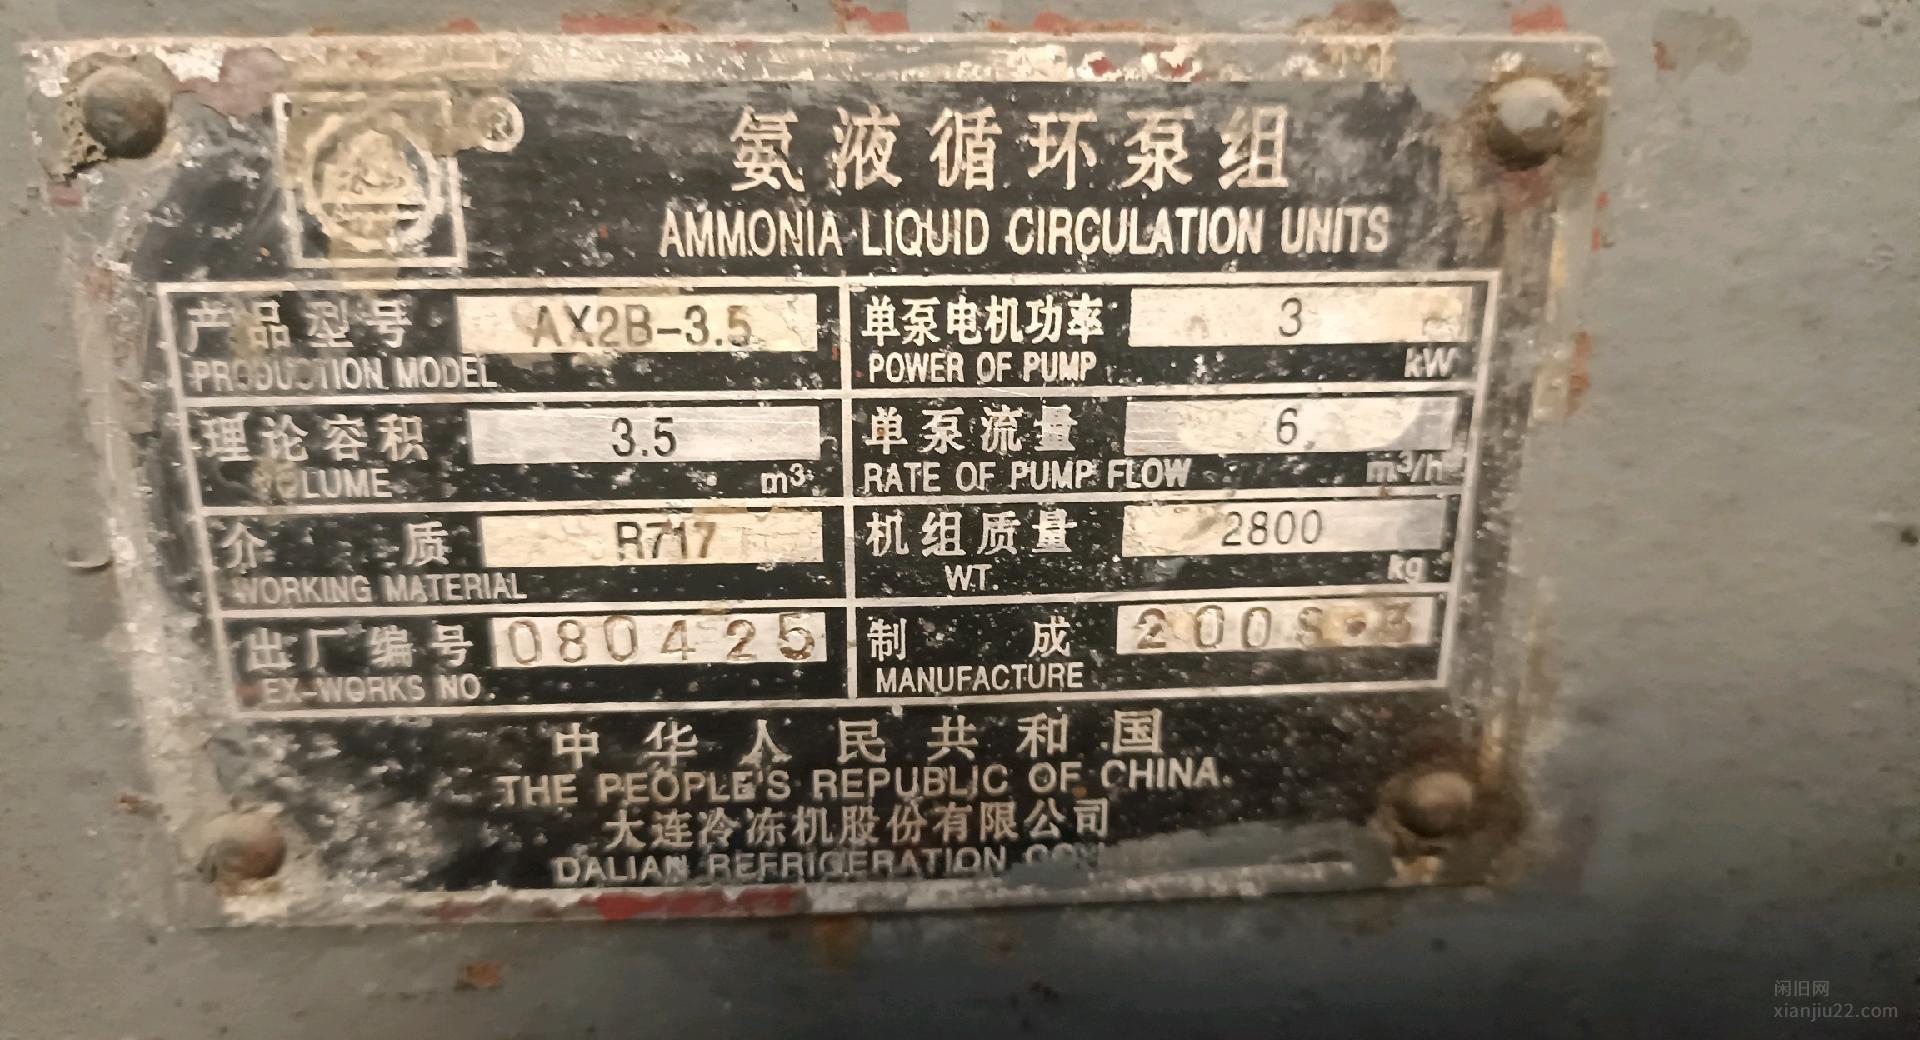 ®
氨液循环泵组
AMMONIA LIQUID CIRCULATION UNITS
产品型号 AX2B-3.5
PRODUCTION MODEL
单泵电机功率 3
POWER OF PUMP kW
理论容积 3.5
VOLUME m³
单泵流量 6
RATE OF PUMP FLOW m³/h
介质 R717
WORKING MATERIAL
机组质量 2800
WT. kg
出厂编号 080425
EX-WORKS NO.
制成 2008
MANUFACTURE
中华人民共和国
THE PEOPLE'S REPUBLIC OF CHINA
大连冷冻机股份有限公司
DALIAN REFRIGERATION
闲旧网
xianjiu22.com